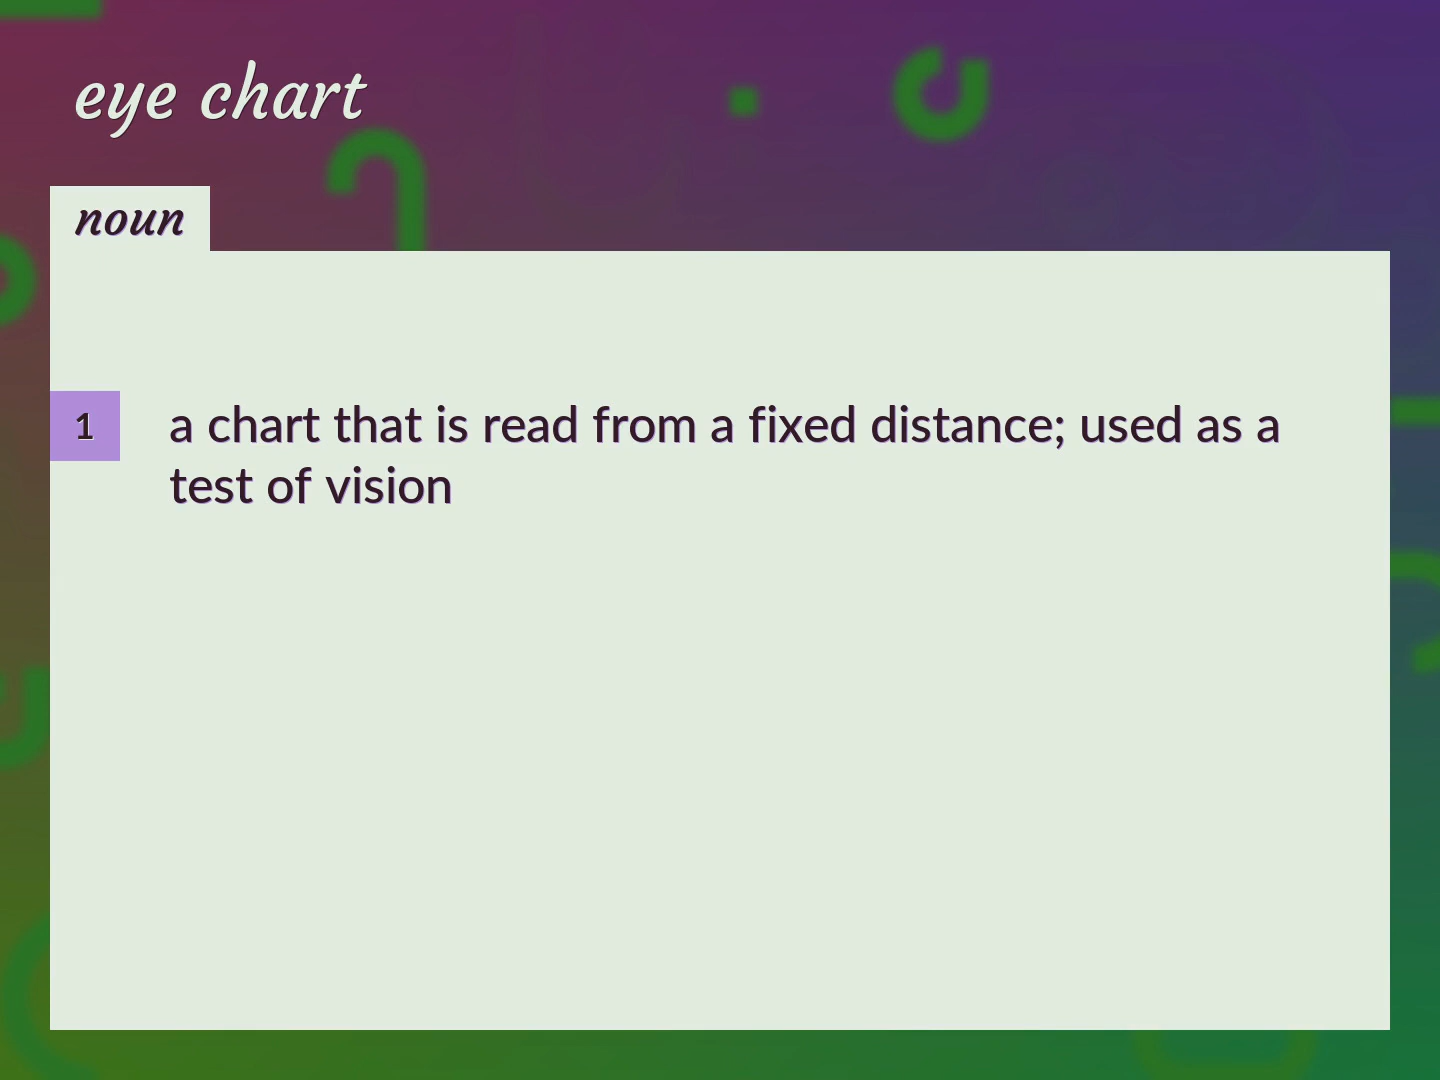 eye chart
noun
1
a chart that is read from a fixed distance; used as a
test of vision